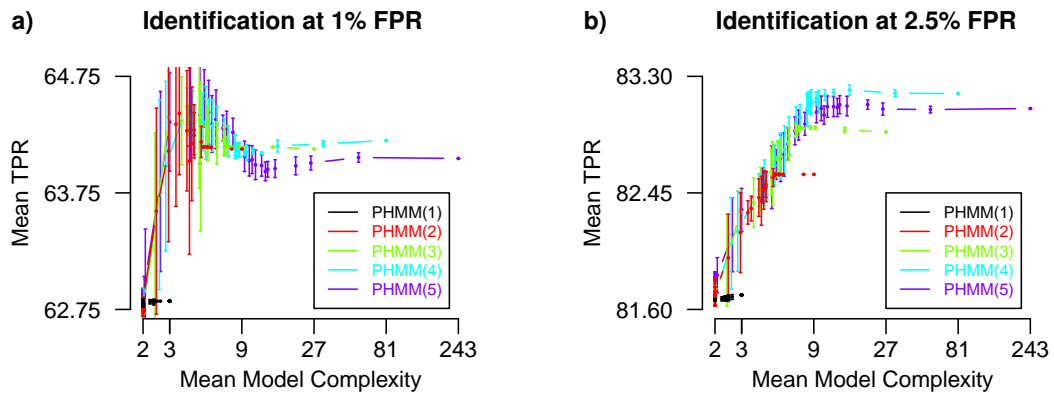 a) Identification at 1% FPR
Mean TPR
64.75
63.75
62.75
PHMM(1)
PHMM(2)
PHMM(3)
PHMM(4)
PHMM(5)
2 3 9 27 81 243
Mean Model Complexity
b) Identification at 2.5% FPR
Mean TPR
83.30
82.45
81.60
PHMM(1)
PHMM(2)
PHMM(3)
PHMM(4)
PHMM(5)
2 3 9 27 81 243
Mean Model Complexity